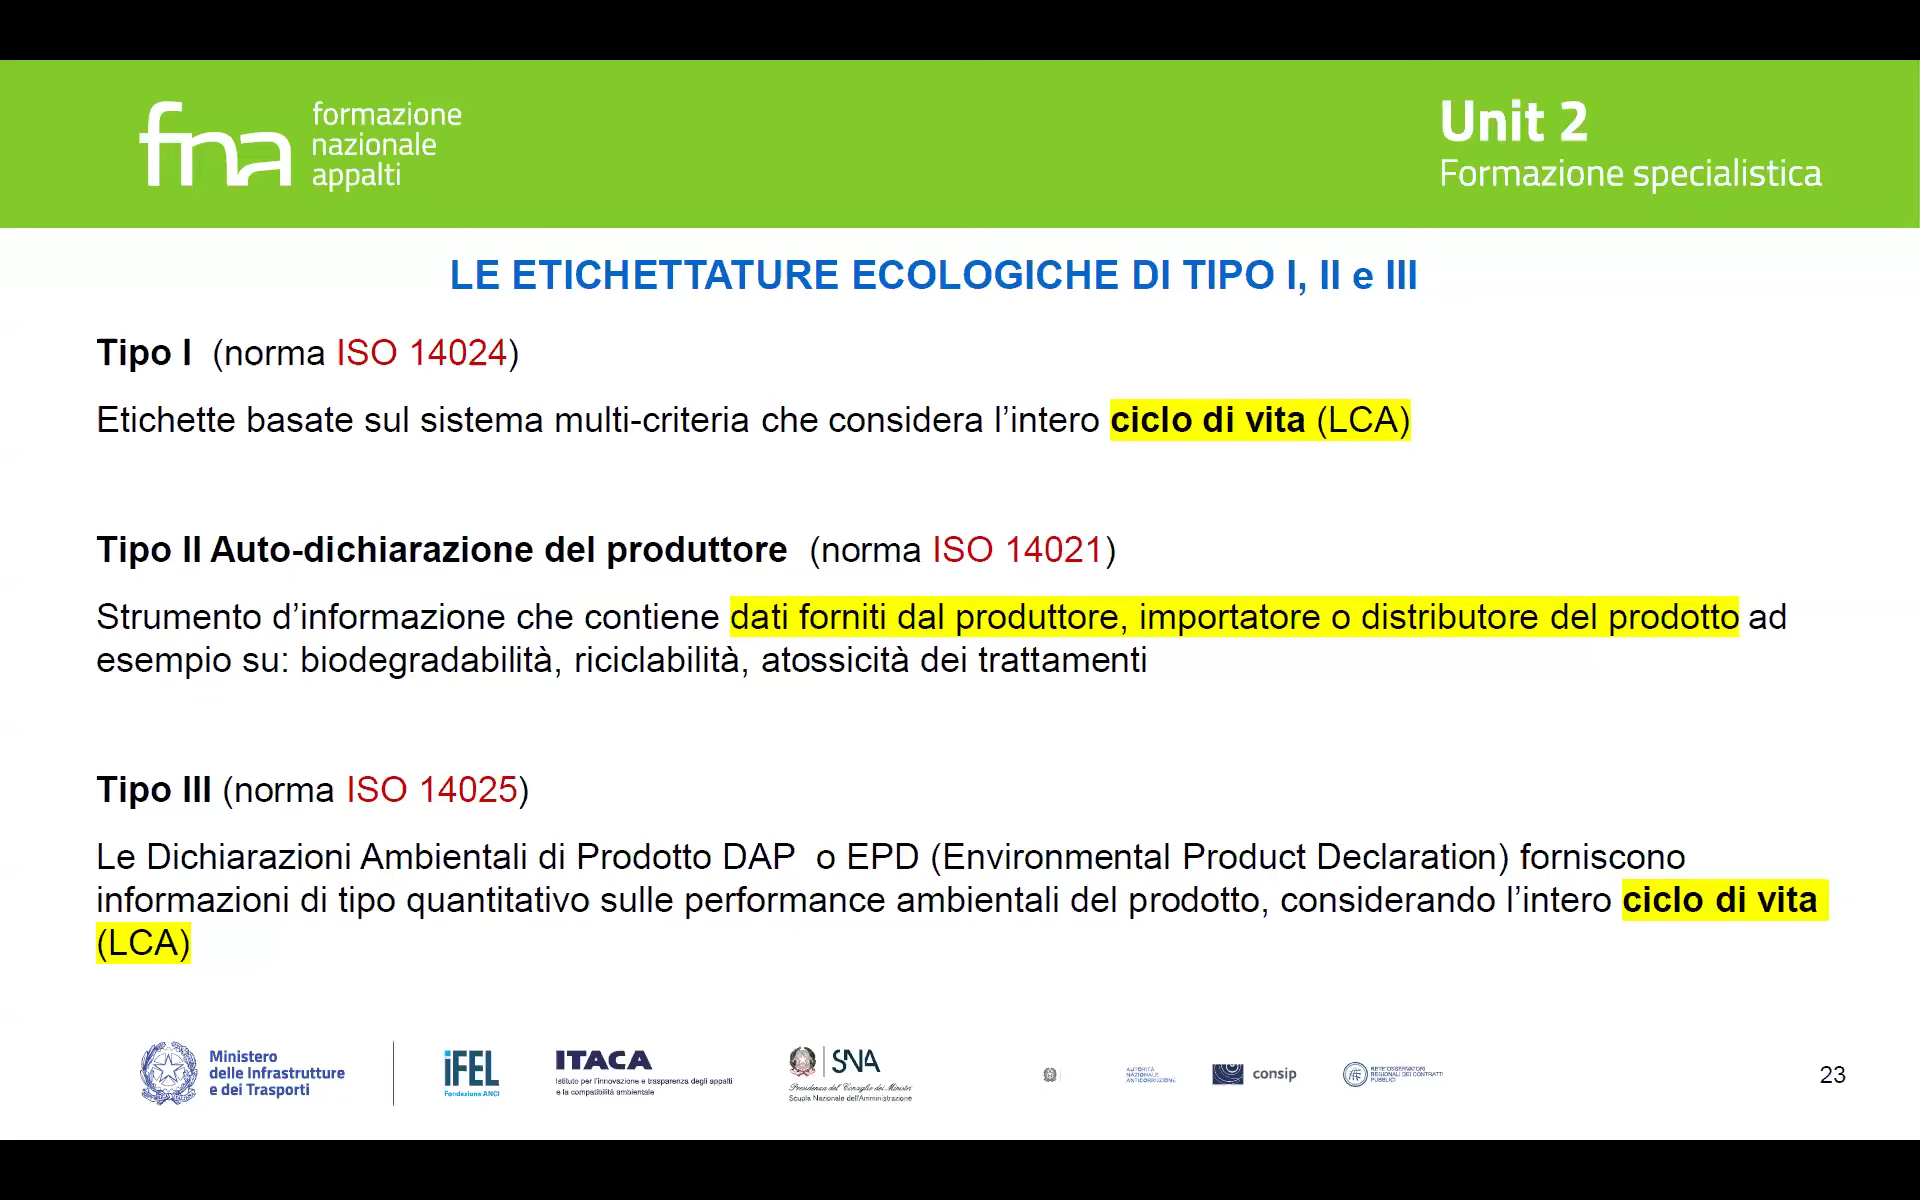 fna
formazione
nazionale
appalti
Unit 2
Formazione specialistica
LE ETICHETTATURE ECOLOGICHE DI TIPO I, II e III
Tipo I (norma ISO 14024)
Etichette basate sul sistema multi-criteria che considera l’intero ciclo di vita (LCA)
Tipo II Auto-dichiarazione del produttore (norma ISO 14021)
Strumento d’informazione che contiene dati forniti dal produttore, importatore o distributore del prodotto ad
esempio su: biodegradabilità, riciclabilità, atossicità dei trattamenti
Tipo III (norma ISO 14025)
Le Dichiarazioni Ambientali di Prodotto DAP o EPD (Environmental Product Declaration) forniscono
informazioni di tipo quantitativo sulle performance ambientali del prodotto, considerando l’intero ciclo di vita
(LCA)
Ministero
delle Infrastrutture
e dei Trasporti
iFEL
Fondazione ANCI
ITACA
Istituto per l'innovazione e trasparenza degli appalti
e la compatibilità ambientale
SNA
Presidenza del Consiglio dei Ministri
Scuola Nazionale dell'Amministrazione
AUTORITÀ
NAZIONALE
ANTICORRUZIONE
consip
RETE OSSERVATORI
REGIONALI DEI CONTRATTI
PUBBLICI
23